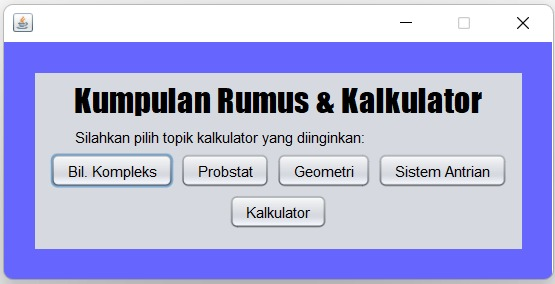 Kumpulan Rumus & Kalkulator
Silahkan pilih topik kalkulator yang diinginkan:
Bil. Kompleks Probstat Geometri Sistem Antrian
Kalkulator